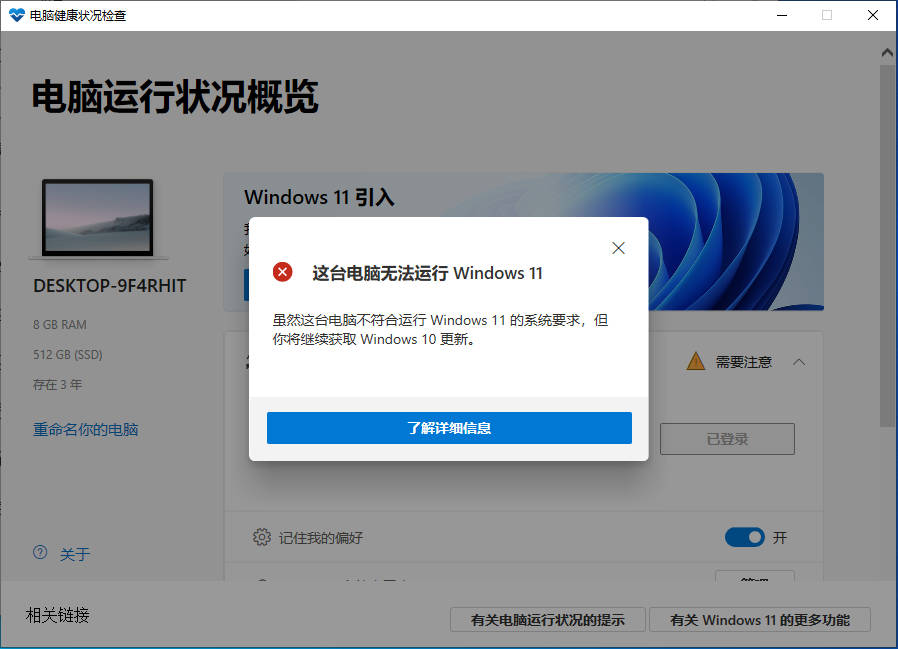 电脑健康状况检查
电脑运行状况概览
Windows 11 引入
这台电脑无法运行 Windows 11
虽然这台电脑不符合运行 Windows 11 的系统要求，但
你将继续获取 Windows 10 更新。
了解详细信息
DESKTOP-9F4RHIT
8 GB RAM
512 GB (SSD)
存在 3 年
重命名你的电脑
关于
需要注意
已登录
记住我的偏好
开
管理
相关链接
有关电脑运行状况的提示
有关 Windows 11 的更多功能